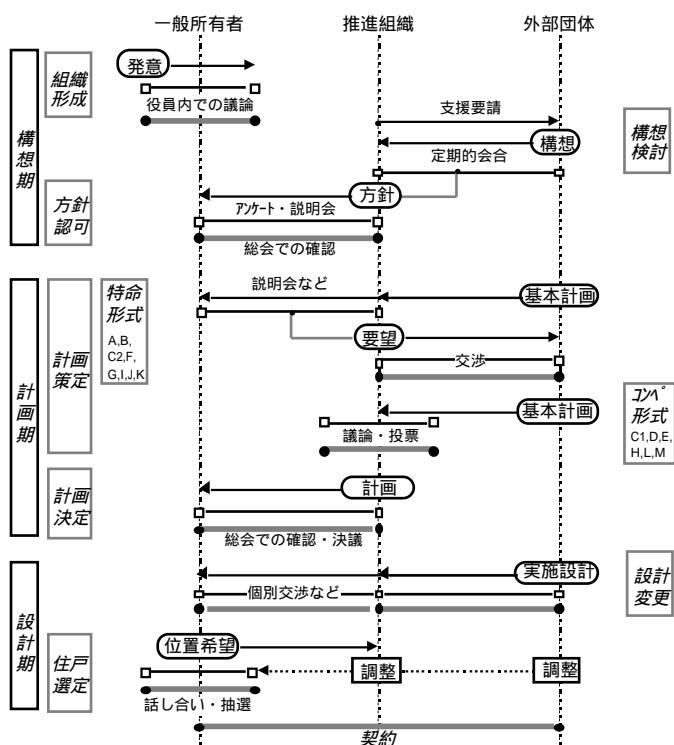 一般所有者
推進組織
外部団体
構想期
組織
形成
発意
役員内での議論
支援要請
構想
定期的会合
構想
検討
方針
認可
方針
アンケート・説明会
総会での確認
計画期
計画
策定
特命
形式
A,B,
C2,F,
G,I,J,K
説明会など
基本計画
要望
交渉
基本計画
議論・投票
コンペ
形式
C1,D,E,
H,L,M
計画
決定
計画
総会での確認・決議
設計期
実施設計
個別交渉など
設計
変更
住戸
選定
位置希望
調整
調整
話し合い・抽選
契約